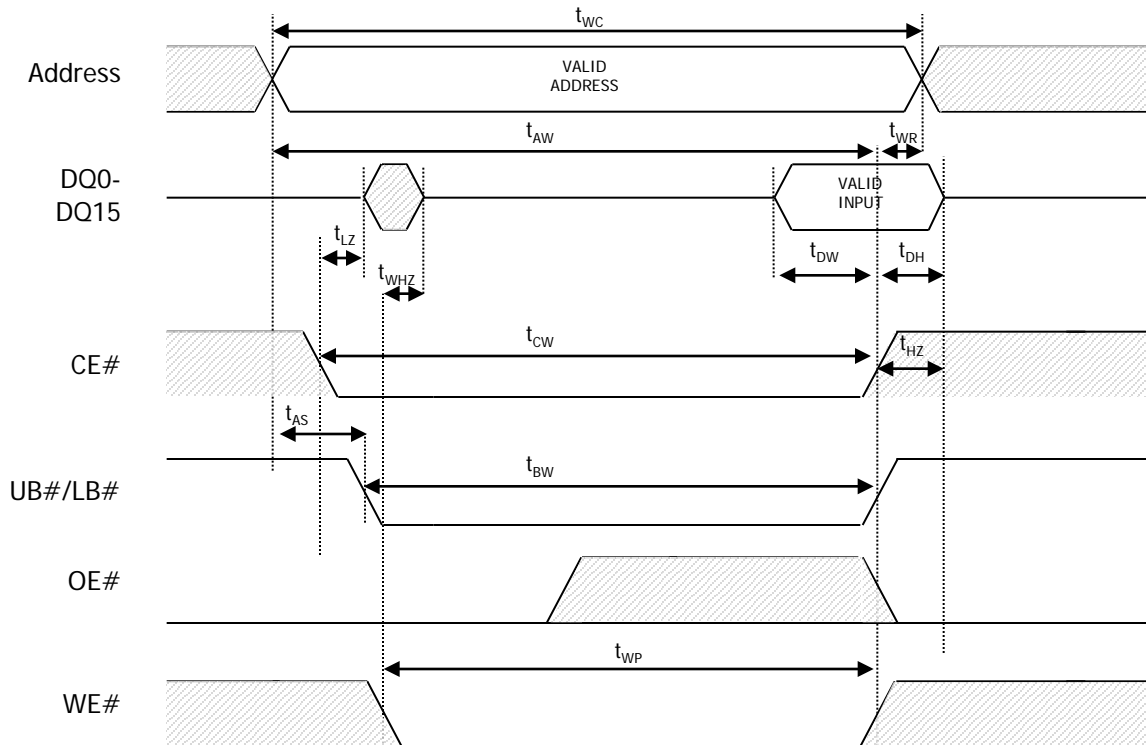 tWC
Address
VALID
ADDRESS
tAW
tWR
DQ0-
DQ15
VALID
INPUT
tLZ
tWHZ
tDW
tDH
CE#
tCW
tHZ
tAS
UB#/LB#
tBW
OE#
tWP
WE#